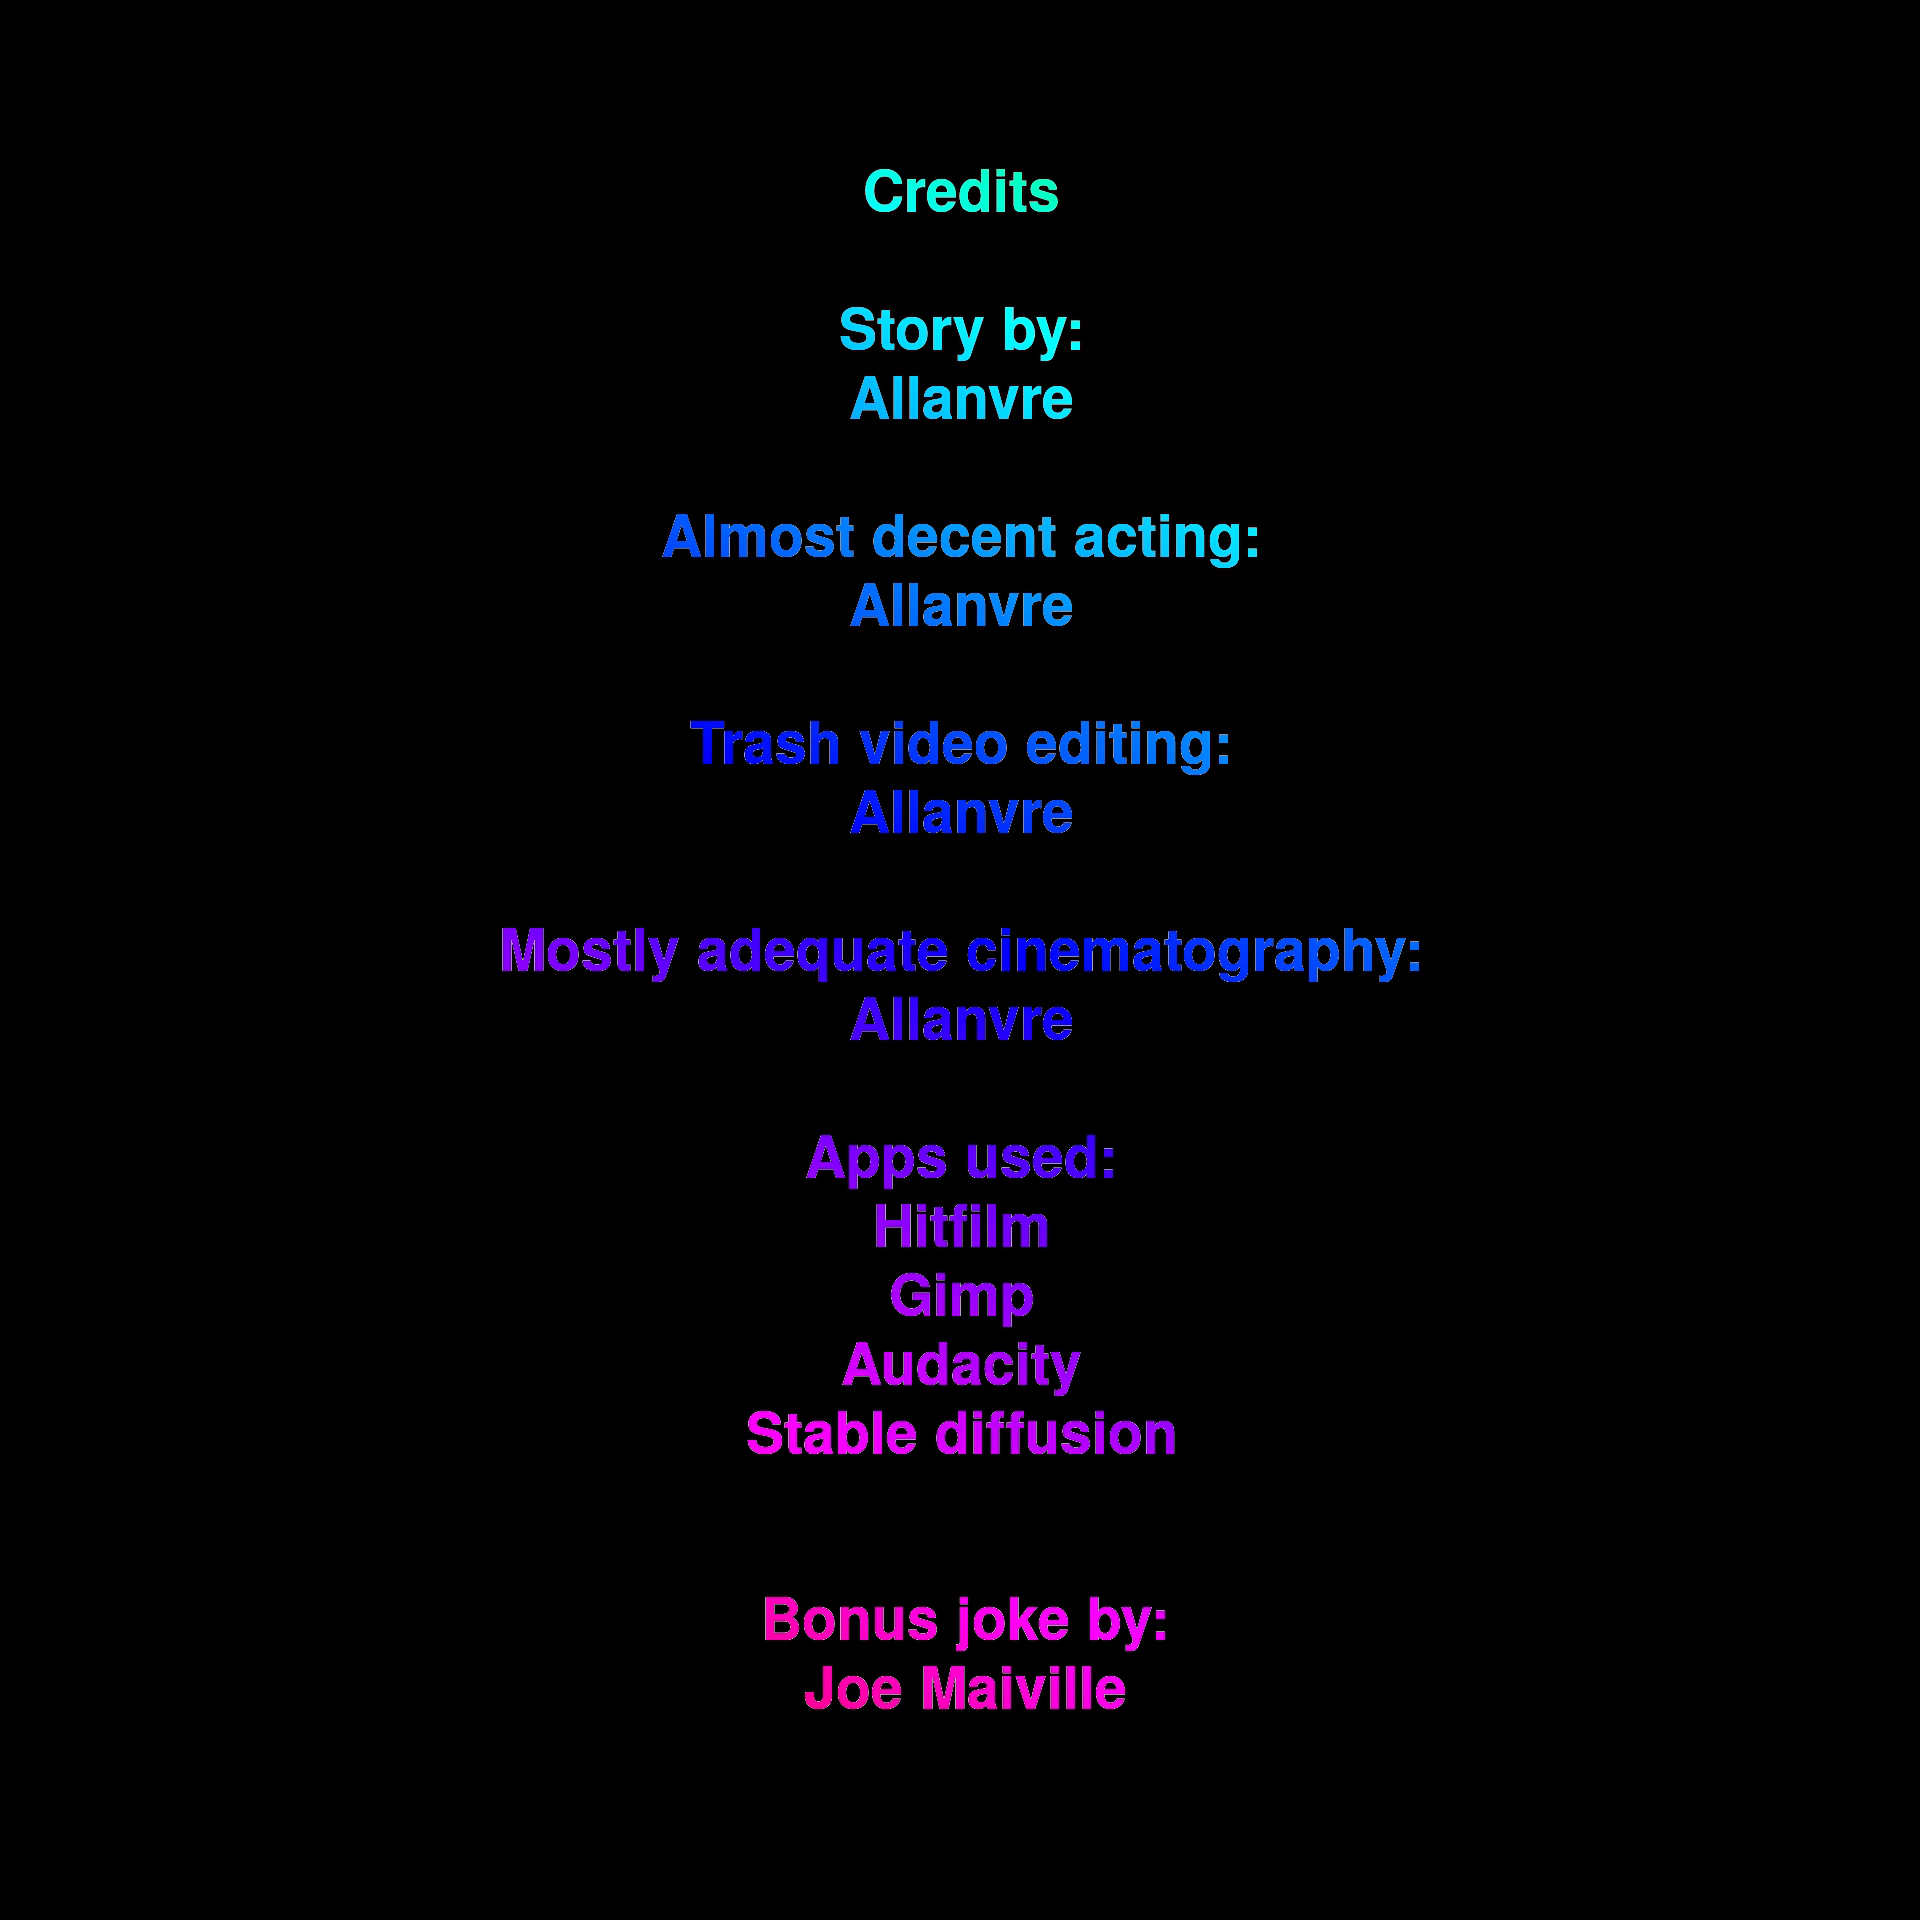 Credits
Story by:
Allanvre
Almost decent acting:
Allanvre
Trash video editing:
Allanvre
Mostly adequate cinematography:
Allanvre
Apps used:
Hitfilm
Gimp
Audacity
Stable diffusion
Bonus joke by:
Joe Maiville